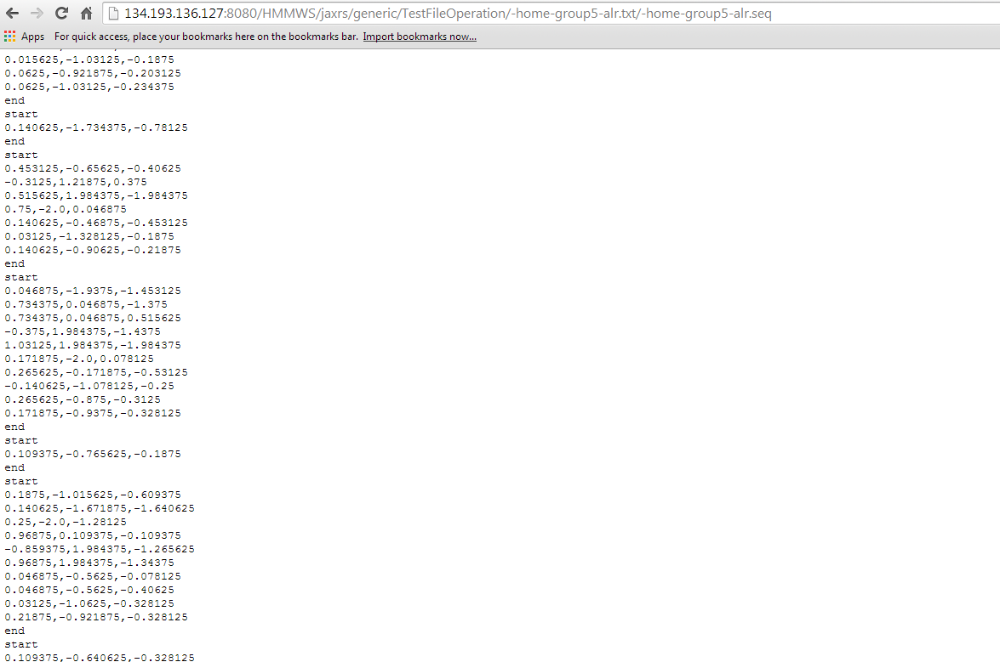 134.193.136.127:8080/HMMWS/jaxrs/generic/TestFileOperation/-home-group5-alr.txt/-home-group5-alr.seq
Apps For quick access, place your bookmarks here on the bookmarks bar. Import bookmarks now...
0.015625,-1.03125,-0.1875
0.0625,-0.921875,-0.203125
0.0625,-1.03125,-0.234375
end
start
0.140625,-1.734375,-0.78125
end
start
0.453125,-0.65625,-0.40625
-0.3125,1.21875,0.375
0.515625,1.984375,-1.984375
0.75,-2.0,0.046875
0.140625,-0.46875,-0.453125
0.03125,-1.328125,-0.1875
0.140625,-0.90625,-0.21875
end
start
0.046875,-1.9375,-1.453125
0.734375,0.046875,-1.375
0.734375,0.046875,0.515625
-0.375,1.984375,-1.4375
1.03125,1.984375,-1.984375
0.171875,-2.0,0.078125
0.265625,-0.171875,-0.53125
-0.140625,-1.078125,-0.25
0.265625,-0.875,-0.3125
0.171875,-0.9375,-0.328125
end
start
0.109375,-0.765625,-0.1875
end
start
0.1875,-1.015625,-0.609375
0.140625,-1.671875,-1.640625
0.25,-2.0,-1.28125
0.96875,0.109375,-0.109375
-0.859375,1.984375,-1.265625
0.96875,1.984375,-1.34375
0.046875,-0.5625,-0.078125
0.046875,-0.5625,-0.40625
0.03125,-1.0625,-0.328125
0.21875,-0.921875,-0.328125
end
start
0.109375,-0.640625,-0.328125